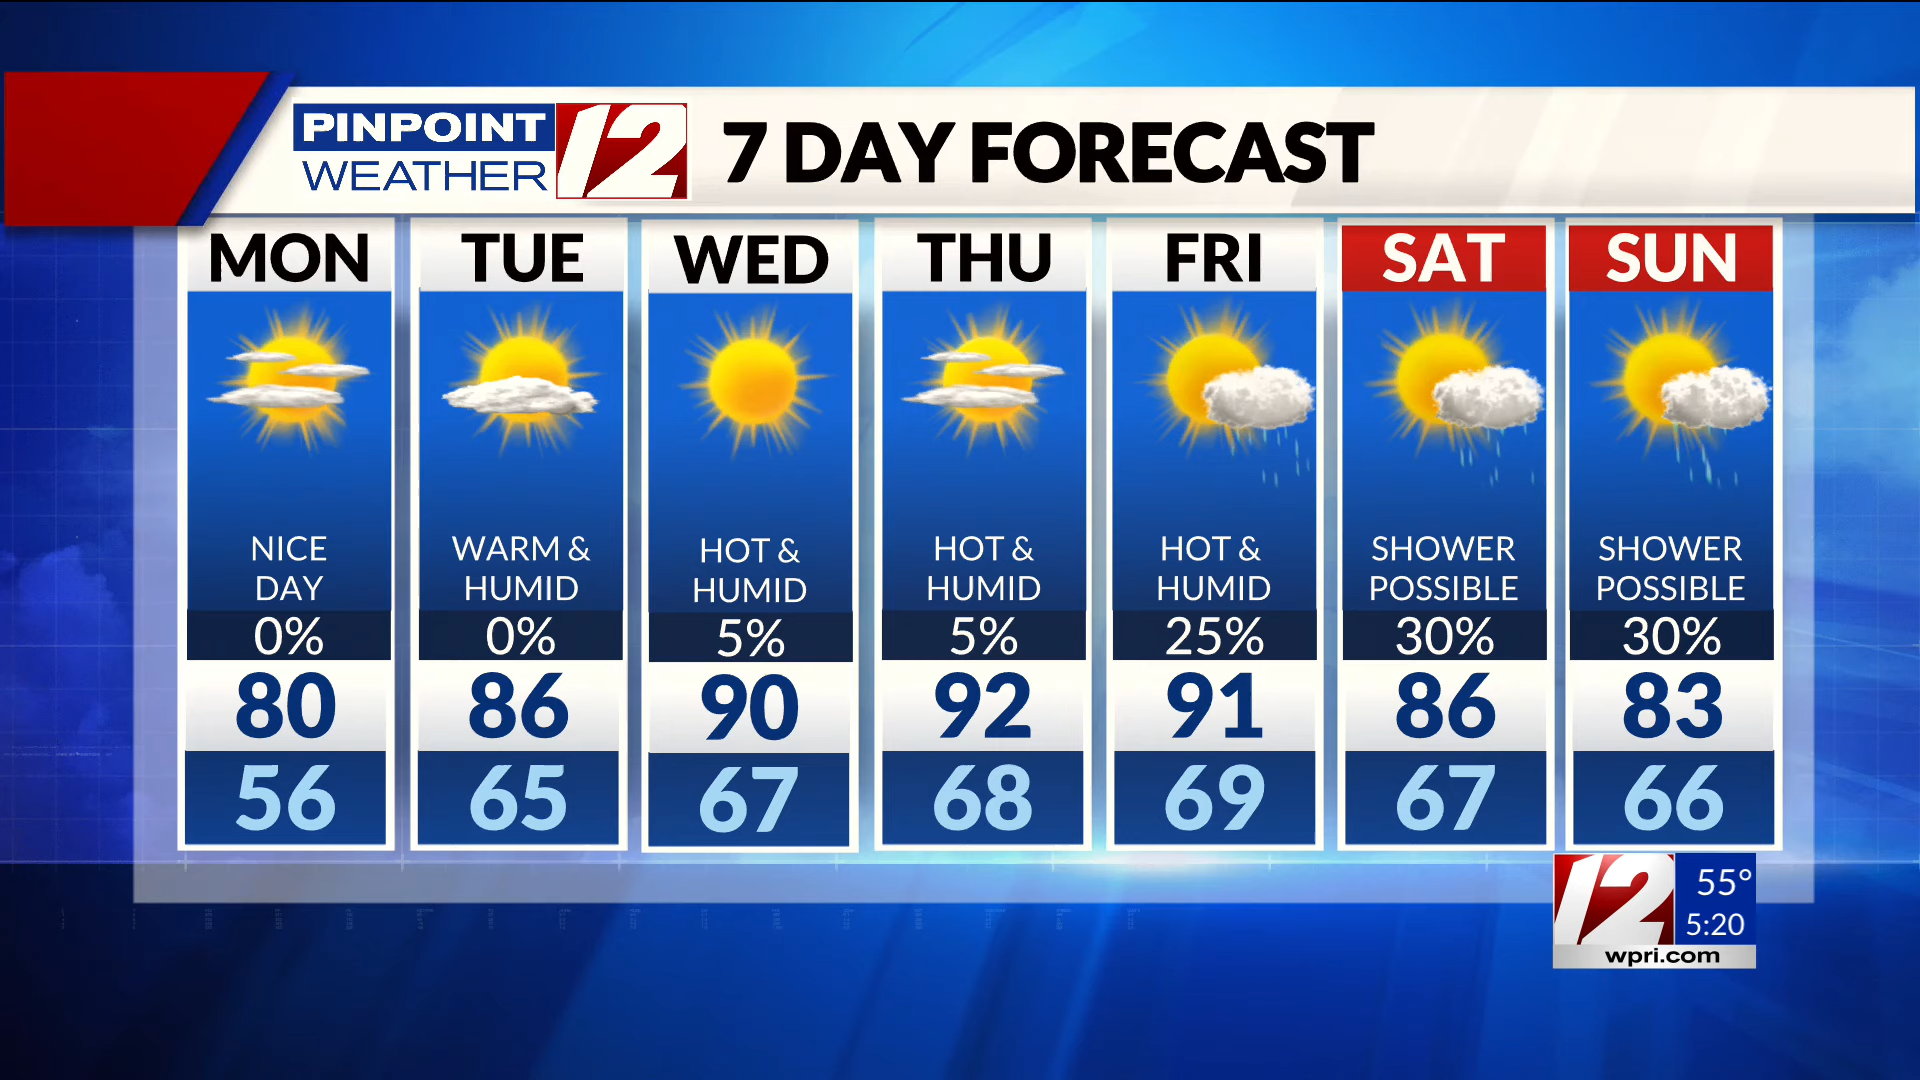 PINPOINT
WEATHER
12
7 DAY FORECAST
MON
NICE
DAY
0%
80
56
TUE
WARM &
HUMID
0%
86
65
WED
HOT &
HUMID
5%
90
67
THU
HOT &
HUMID
5%
92
68
FRI
HOT &
HUMID
25%
91
69
SAT
SHOWER
POSSIBLE
30%
86
67
SUN
SHOWER
POSSIBLE
30%
83
66
12
55°
5:20
wpri.com